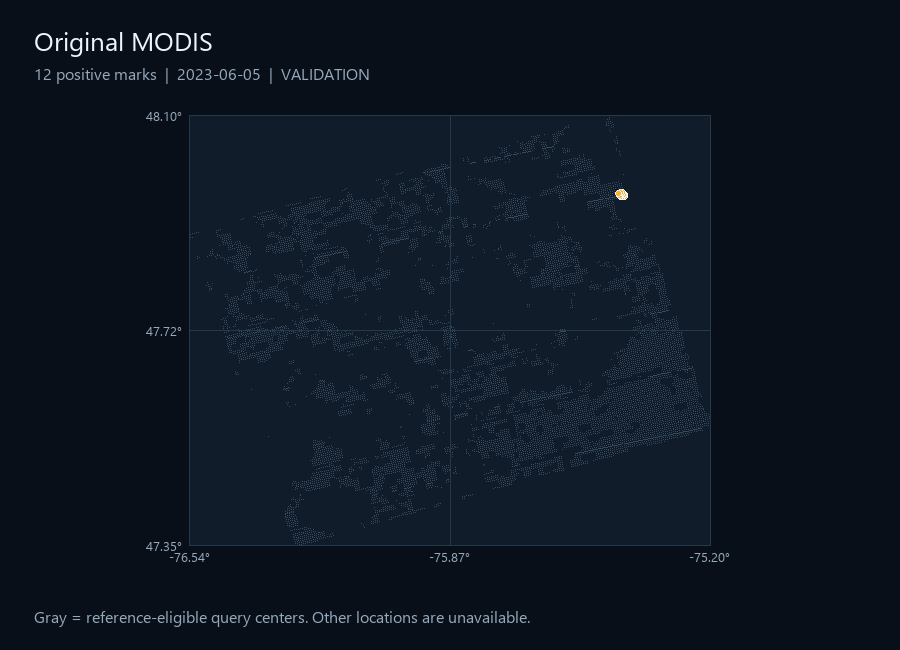 Original MODIS
12 positive marks | 2023-06-05 | VALIDATION
48.10°
47.72°
47.35°
-76.54°
-75.87°
-75.20°
Gray = reference-eligible query centers. Other locations are unavailable.